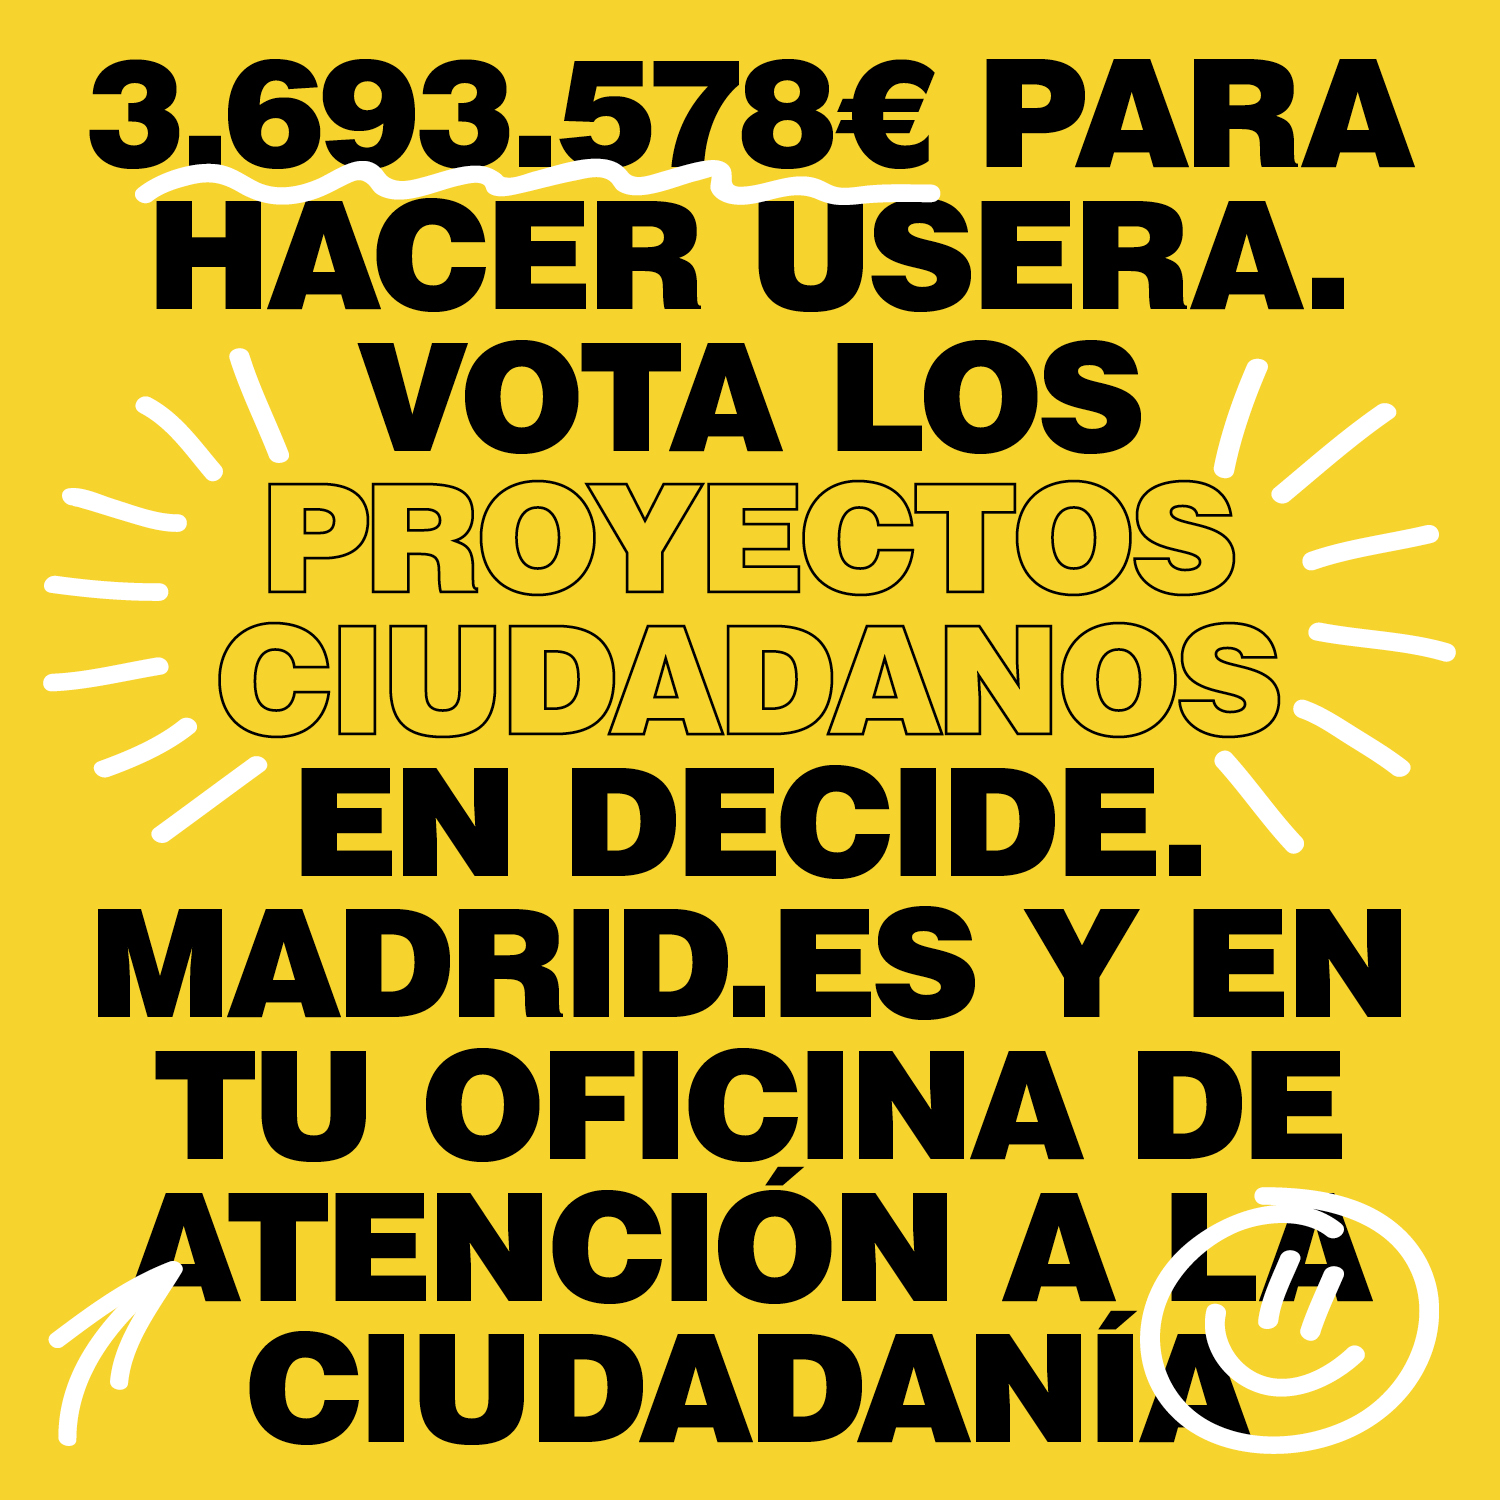 3.693.578€ PARA
HACER USERA.
VOTA LOS
PROYECTOS
CIUDADANOS
EN DECIDE.
MADRID.ES Y EN
TU OFICINA DE
ATENCIÓN A LA
CIUDADANÍA